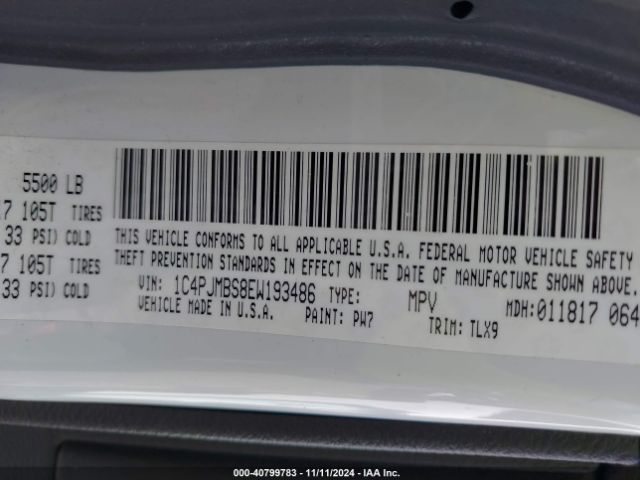 5500 LB
7 105T TIRES
33 PSI) COLD
7 105T TIRES
33 PSI) COLD
THIS VEHICLE CONFORMS TO ALL APPLICABLE U.S.A. FEDERAL MOTOR VEHICLE SAFETY
THEFT PREVENTION STANDARDS IN EFFECT ON THE DATE OF MANUFACTURE SHOWN ABOVE.
VIN: 1C4PJMBS8EW193486 TYPE: MPV MDH:011817 064
VEHICLE MADE IN U.S.A. PAINT: PW7 TRIM: TLX9
000-40799783 - 11/11/2024 - IAA Inc.